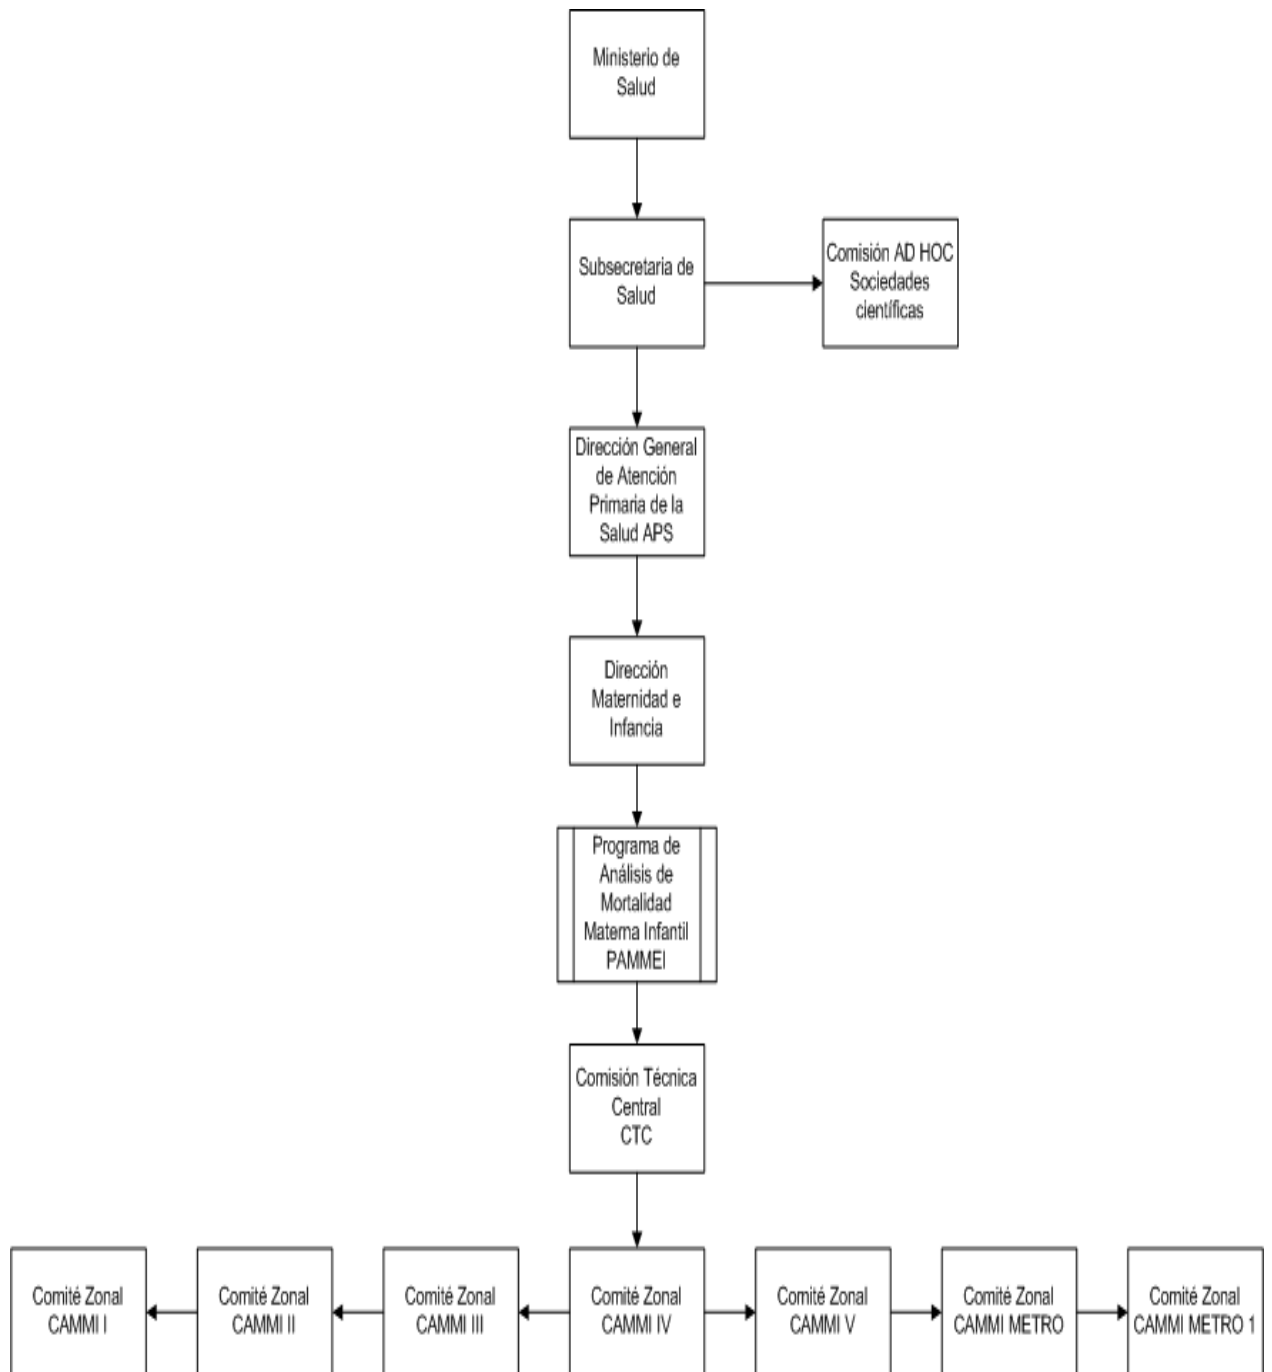 Ministerio de
Salud
Subsecretaria de
Salud
Comisión AD HOC
Sociedades
científicas
Dirección General
de Atención
Primaria de la
Salud APS
Dirección
Maternidad e
Infancia
Programa de
Análisis de
Mortalidad
Materna Infantil
PAMMEI
Comisión Técnica
Central
CTC
Comité Zonal
CAMMI I
Comité Zonal
CAMMI II
Comité Zonal
CAMMI III
Comité Zonal
CAMMI IV
Comité Zonal
CAMMI V
Comité Zonal
CAMMI METRO
Comité Zonal
CAMMI METRO 1